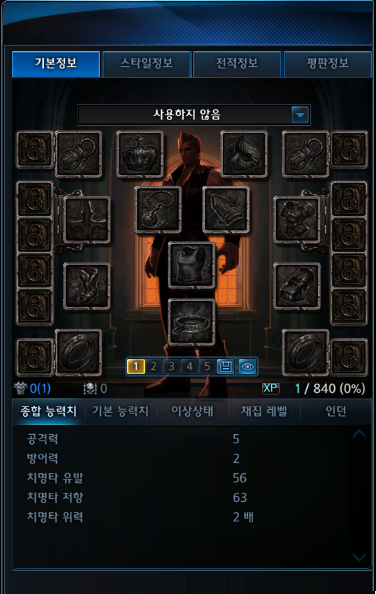 기본정보 스타일정보 전적정보 평판정보
사용하지 않음
1 2 3 4 5
0(1) 0 XP 1 / 840 (0%)
종합 능력치 기본 능력치 이상상태 채집 레벨 인던
공격력 5
방어력 2
치명타 유발 56
치명타 저항 63
치명타 위력 2 배